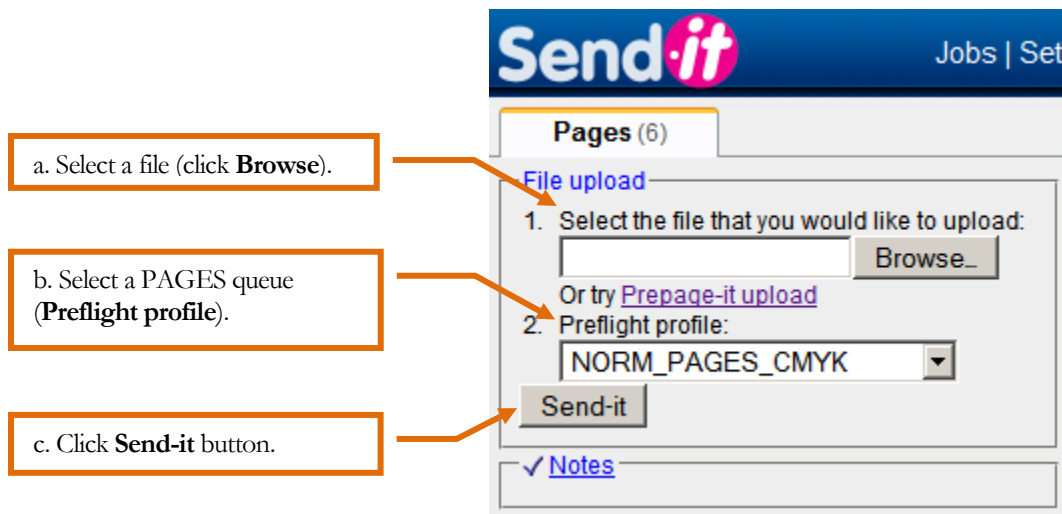 Send-it
Jobs | Set
Pages (6)
a. Select a file (click Browse).
File upload
1. Select the file that you would like to upload:
Browse...
Or try Prepage-it upload
b. Select a PAGES queue
(Preflight profile).
2. Preflight profile:
NORM_PAGES_CMYK
Send-it
c. Click Send-it button.
✓ Notes